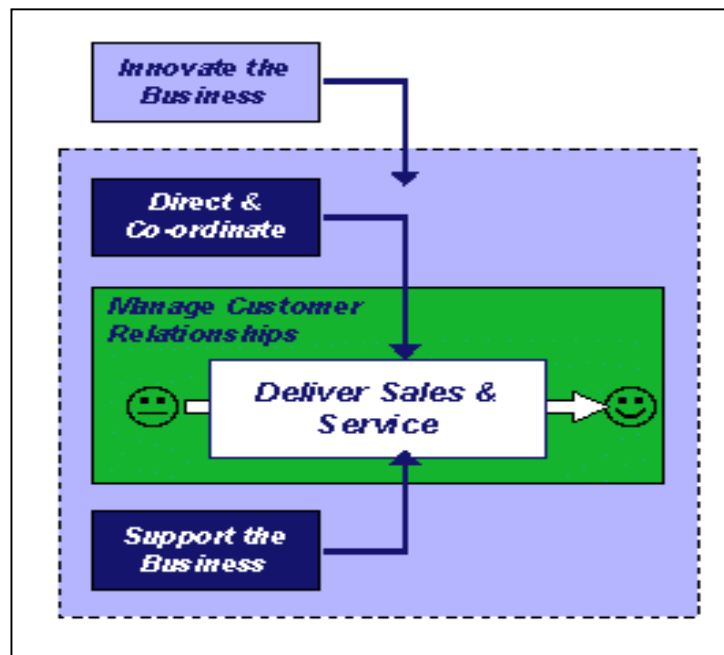 Innovate the
Business
Direct &
Co-ordinate
Manage Customer
Relationships
Deliver Sales &
Service
Support the
Business